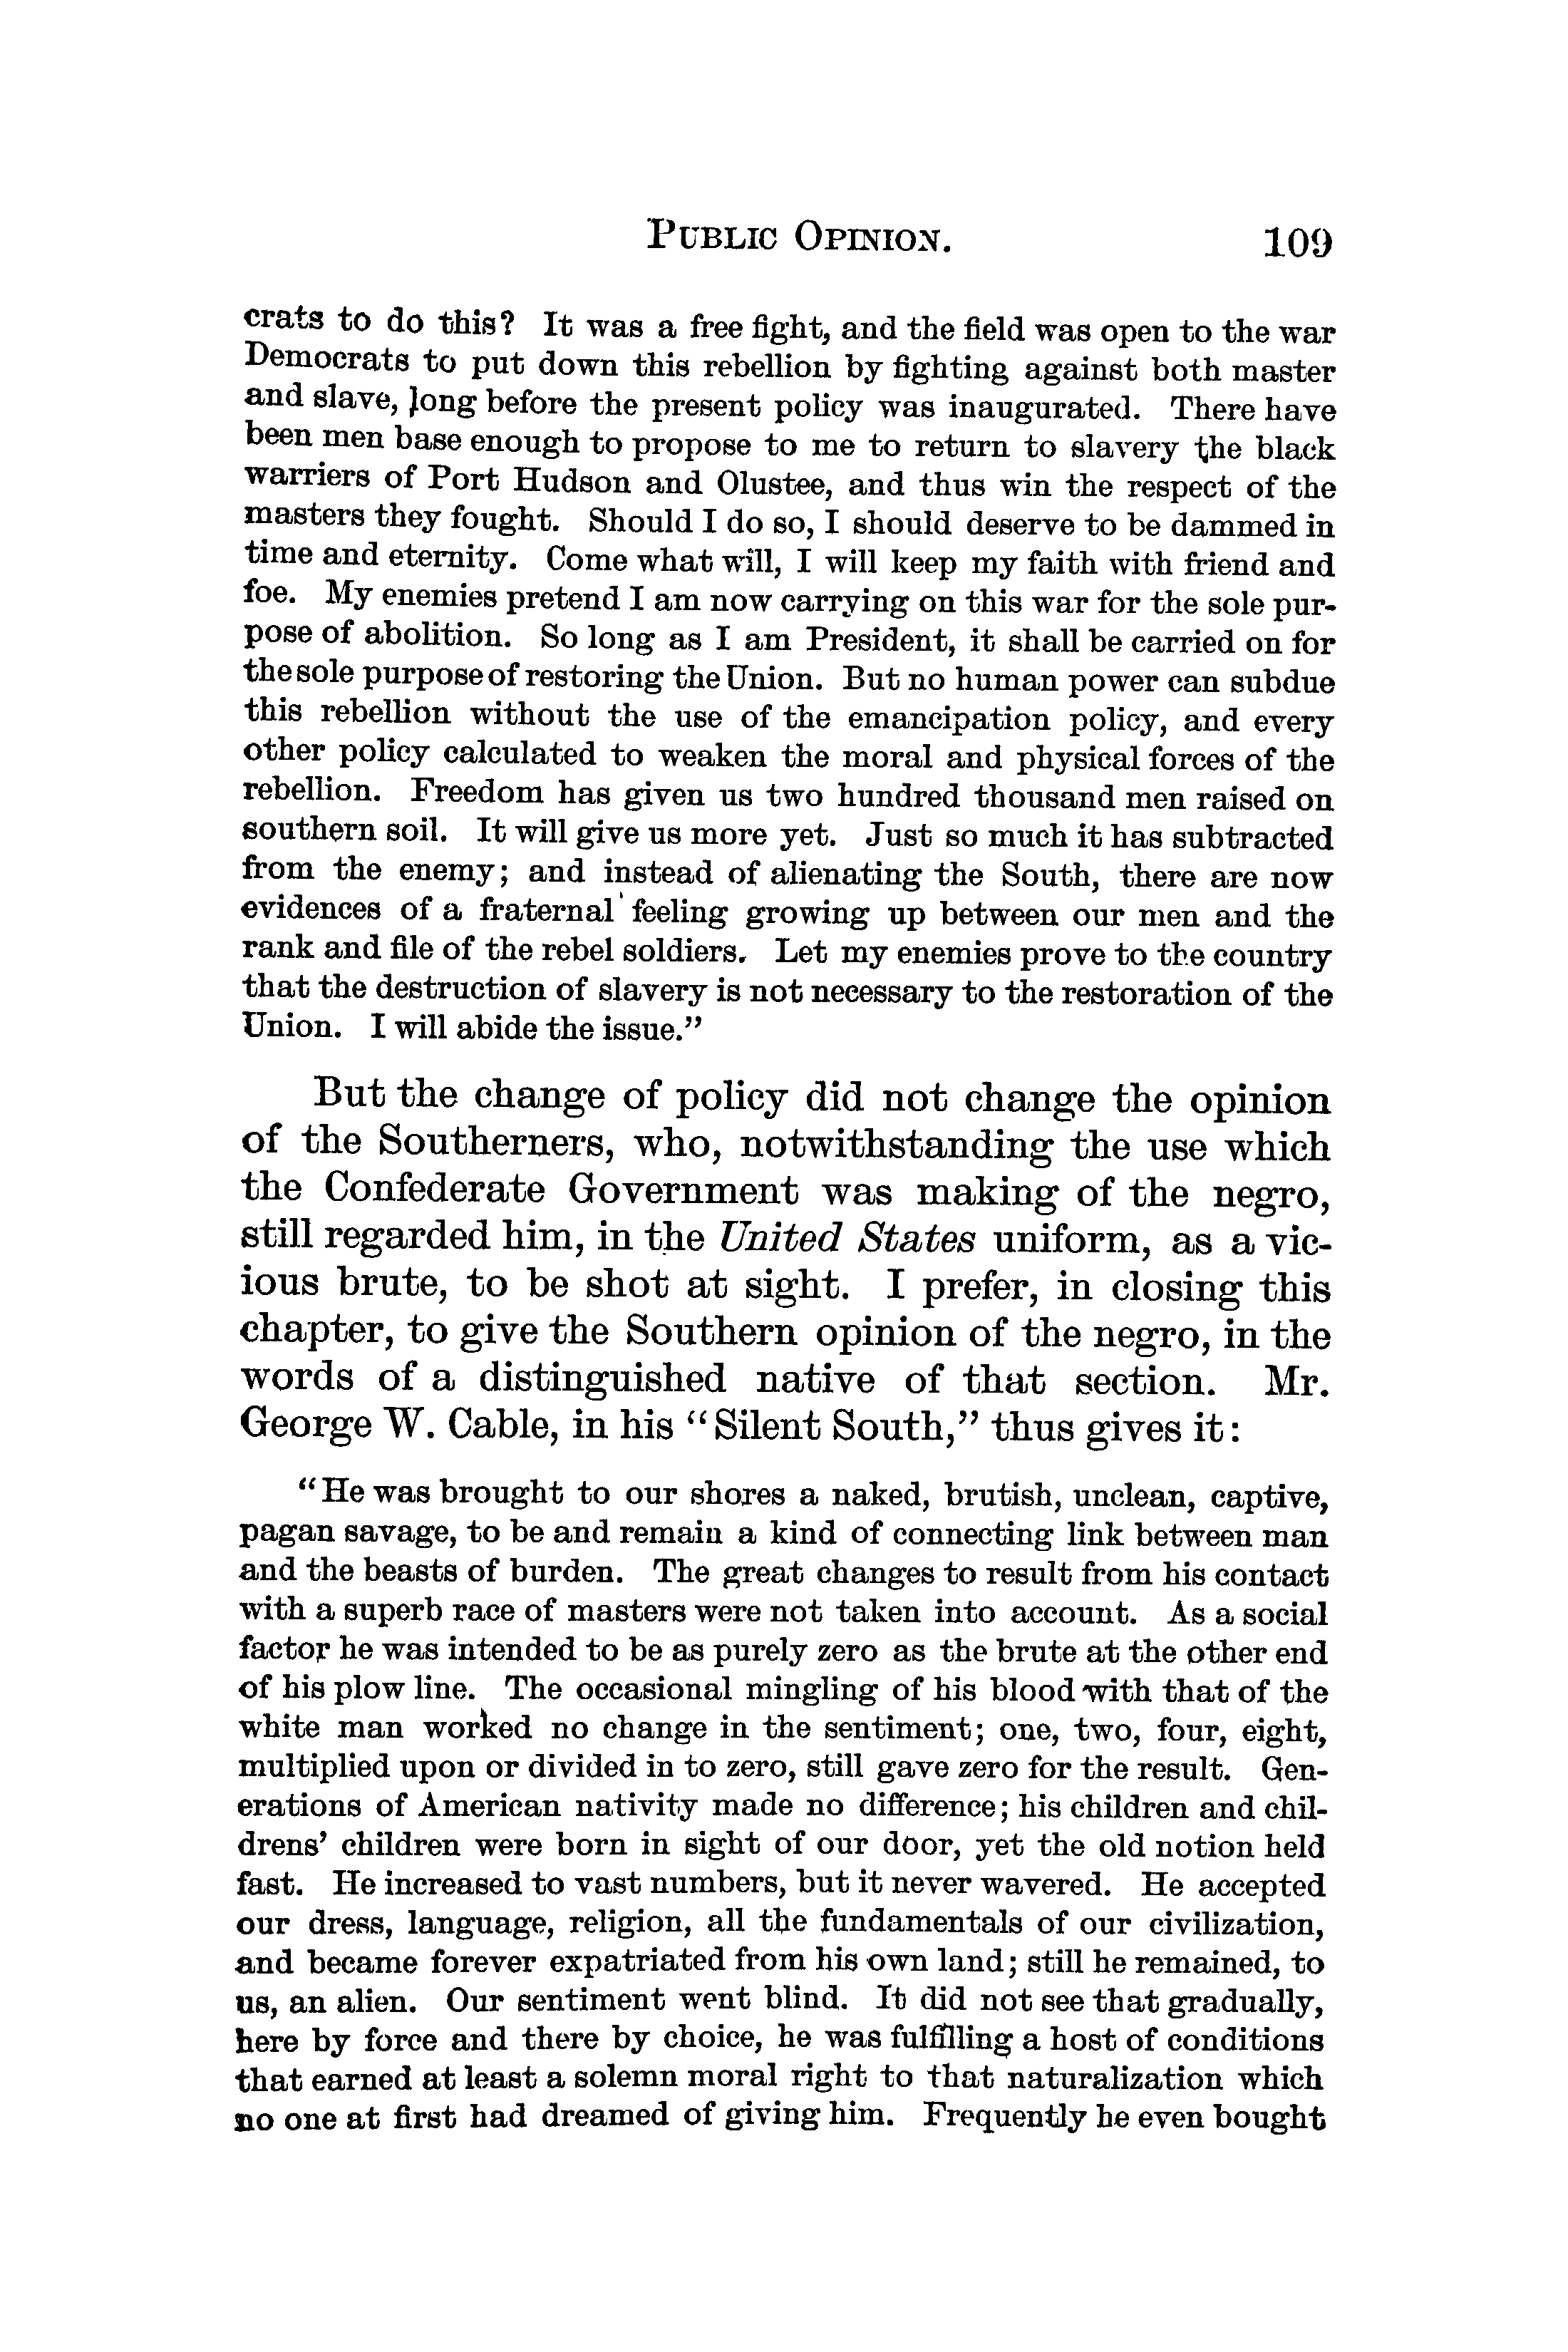 PUBLIC OPINION. 109
crats to do this? It was a free fight, and the field was open to the war
Democrats to put down this rebellion by fighting against both master
and slave, long before the present policy was inaugurated. There have
been men base enough to propose to me to return to slavery the black
warriers of Port Hudson and Olustee, and thus win the respect of the
masters they fought. Should I do so, I should deserve to be dammed in
time and eternity. Come what will, I will keep my faith with friend and
foe. My enemies pretend I am now carrying on this war for the sole pur-
pose of abolition. So long as I am President, it shall be carried on for
the sole purpose of restoring the Union. But no human power can subdue
this rebellion without the use of the emancipation policy, and every
other policy calculated to weaken the moral and physical forces of the
rebellion. Freedom has given us two hundred thousand men raised on
southern soil. It will give us more yet. Just so much it has subtracted
from the enemy; and instead of alienating the South, there are now
evidences of a fraternal feeling growing up between our men and the
rank and file of the rebel soldiers. Let my enemies prove to the country
that the destruction of slavery is not necessary to the restoration of the
Union. I will abide the issue.”
But the change of policy did not change the opinion
of the Southerners, who, notwithstanding the use which
the Confederate Government was making of the negro,
still regarded him, in the United States uniform, as a vic-
ious brute, to be shot at sight. I prefer, in closing this
chapter, to give the Southern opinion of the negro, in the
words of a distinguished native of that section. Mr.
George W. Cable, in his “Silent South,” thus gives it:
“He was brought to our shores a naked, brutish, unclean, captive,
pagan savage, to be and remain a kind of connecting link between man
and the beasts of burden. The great changes to result from his contact
with a superb race of masters were not taken into account. As a social
factor he was intended to be as purely zero as the brute at the other end
of his plow line. The occasional mingling of his blood with that of the
white man worked no change in the sentiment; one, two, four, eight,
multiplied upon or divided in to zero, still gave zero for the result. Gen-
erations of American nativity made no difference; his children and chil-
drens’ children were born in sight of our door, yet the old notion held
fast. He increased to vast numbers, but it never wavered. He accepted
our dress, language, religion, all the fundamentals of our civilization,
and became forever expatriated from his own land; still he remained, to
us, an alien. Our sentiment went blind. It did not see that gradually,
here by force and there by choice, he was fulfilling a host of conditions
that earned at least a solemn moral right to that naturalization which
no one at first had dreamed of giving him. Frequently he even bought